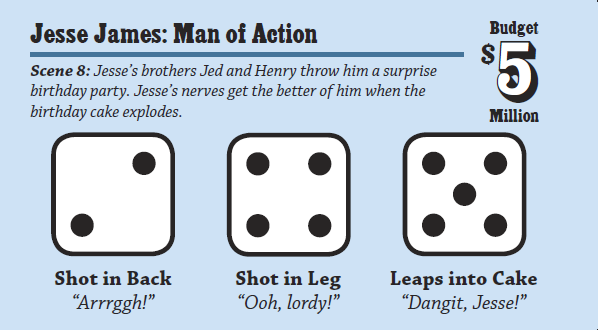 Jesse James: Man of Action
Budget
$5
Million
Scene 8: Jesse's brothers Jed and Henry throw him a surprise
birthday party. Jesse's nerves get the better of him when the
birthday cake explodes.
Shot in Back
"Arrrggh!"
Shot in Leg
"Ooh, lordy!"
Leaps into Cake
"Dangit, Jesse!"